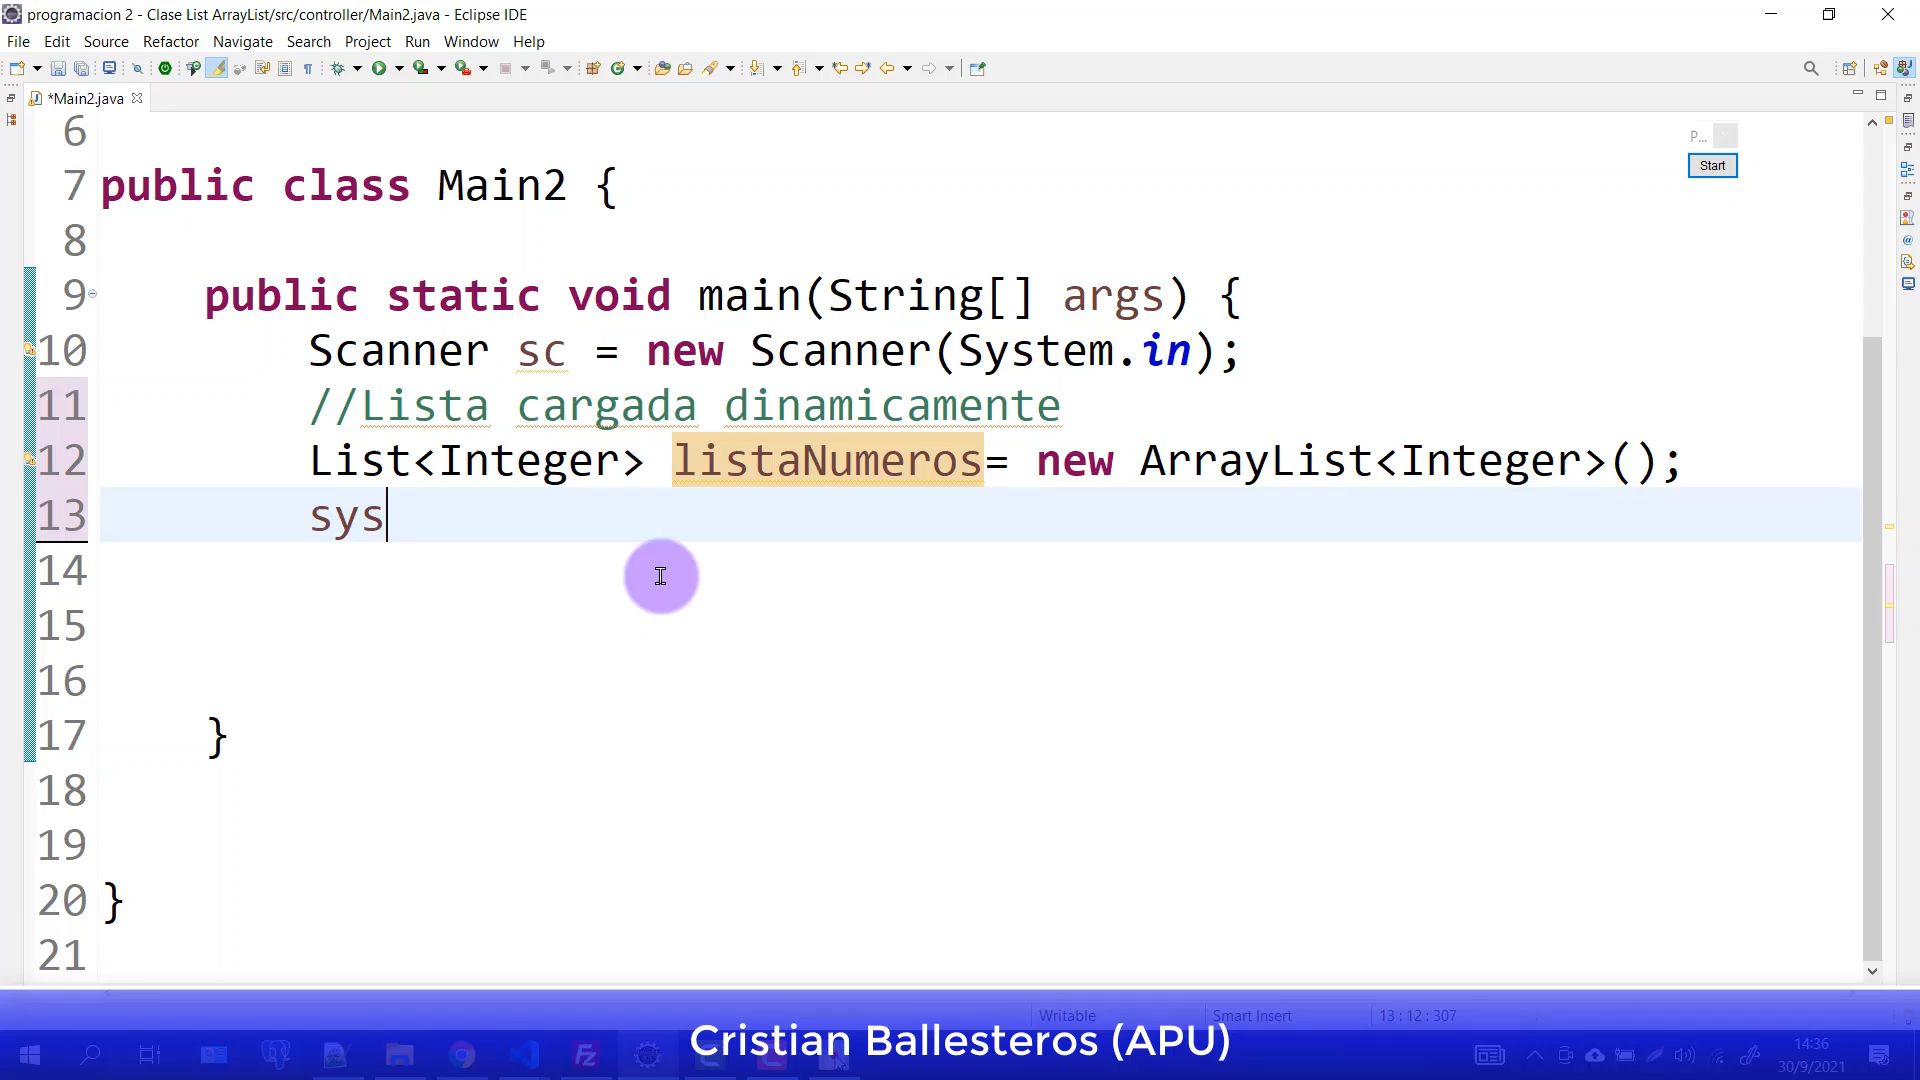 programacion 2 - Clase List ArrayList/src/controller/Main2.java - Eclipse IDE
File Edit Source Refactor Navigate Search Project Run Window Help
*Main2.java
P...
Start
6
7 public class Main2 {
8
9 public static void main(String[] args) {
10 Scanner sc = new Scanner(System.in);
11 //Lista cargada dinamicamente
12 List<Integer> listaNumeros= new ArrayList<Integer>();
13 sys
14
15
16
17 }
18
19
20 }
21
Writable Smart Insert 13 : 12 : 307
Cristian Ballesteros (APU)
14:36
30/9/2021